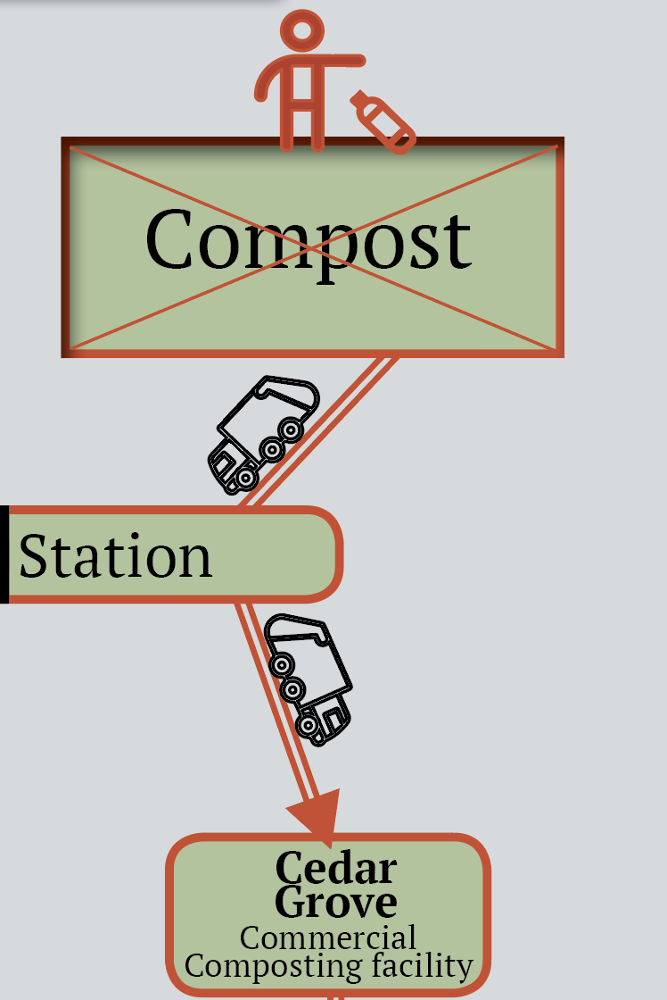 Compost
Station
Cedar
Grove
Commercial
Composting facility